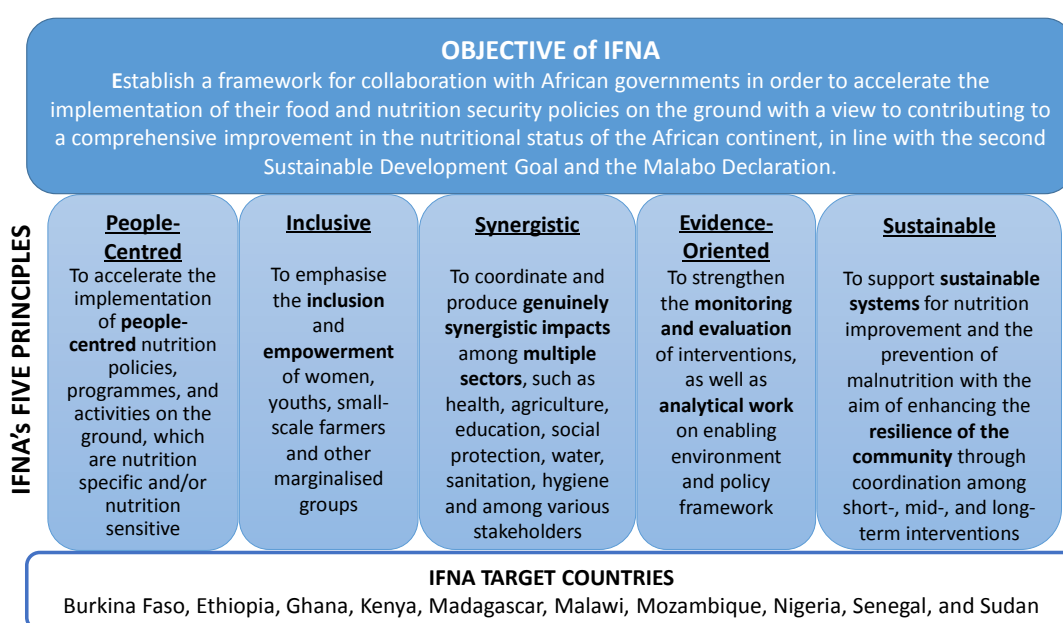 OBJECTIVE of IFNA
Establish a framework for collaboration with African governments in order to accelerate the
implementation of their food and nutrition security policies on the ground with a view to contributing to
a comprehensive improvement in the nutritional status of the African continent, in line with the second
Sustainable Development Goal and the Malabo Declaration.
IFNA's FIVE PRINCIPLES
People-
Centred
To accelerate the
implementation
of people-
centred nutrition
policies,
programmes, and
activities on the
ground, which
are nutrition
specific and/or
nutrition
sensitive
Inclusive
To emphasise
the inclusion
and
empowerment
of women,
youths, small-
scale farmers
and other
marginalised
groups
Synergistic
To coordinate and
produce genuinely
synergistic impacts
among multiple
sectors, such as
health, agriculture,
education, social
protection, water,
sanitation, hygiene
and among various
stakeholders
Evidence-
Oriented
To strengthen
the monitoring
and evaluation
of interventions,
as well as
analytical work
on enabling
environment
and policy
framework
Sustainable
To support sustainable
systems for nutrition
improvement and the
prevention of
malnutrition with the
aim of enhancing the
resilience of the
community through
coordination among
short-, mid-, and long-
term interventions
IFNA TARGET COUNTRIES
Burkina Faso, Ethiopia, Ghana, Kenya, Madagascar, Malawi, Mozambique, Nigeria, Senegal, and Sudan